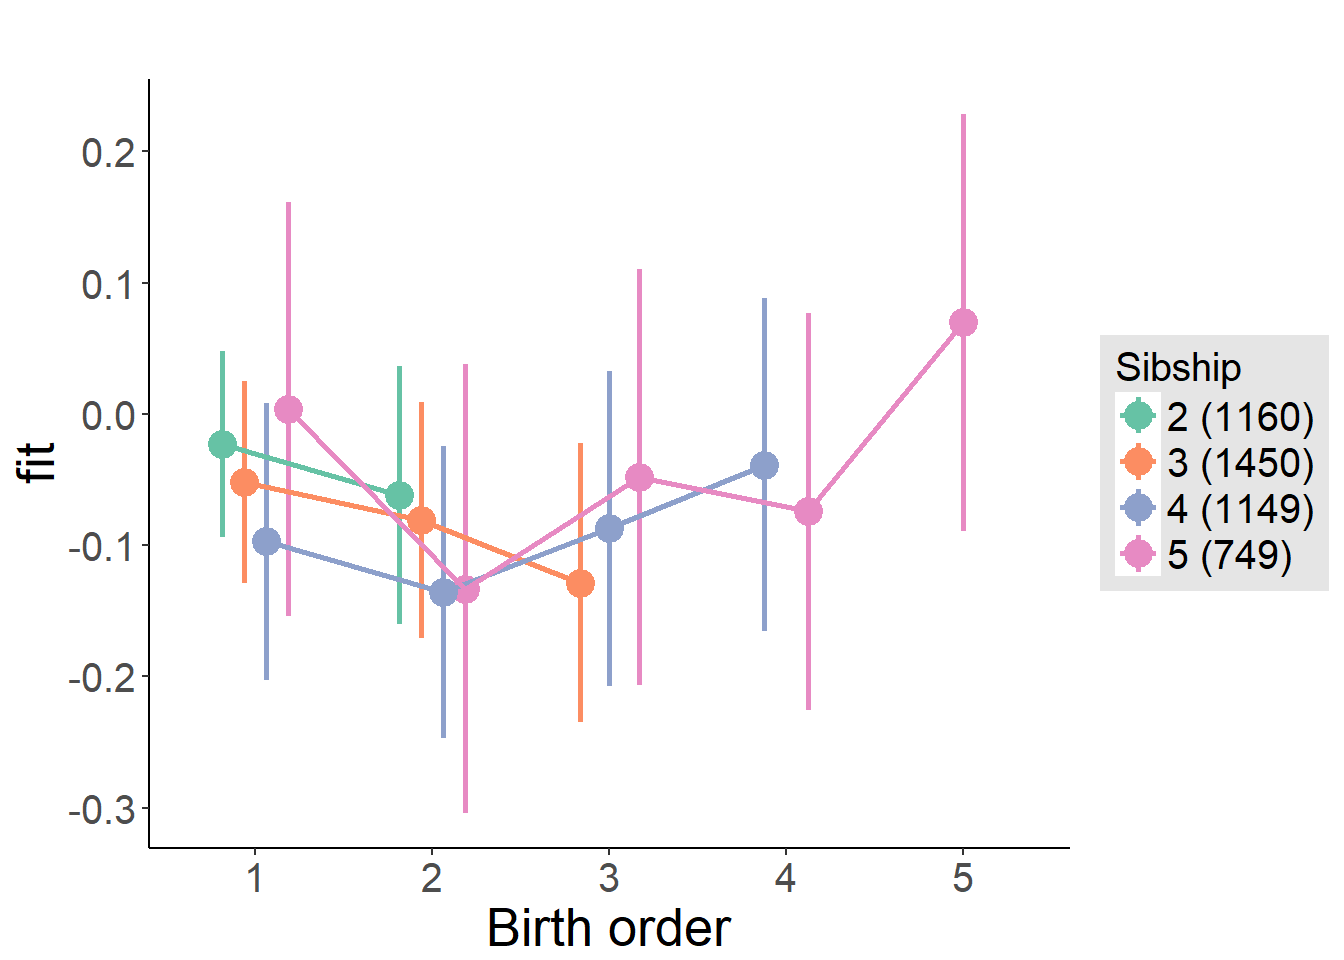 0.2
0.1
0.0
-0.1
-0.2
-0.3
fit
1 2 3 4 5
Birth order
Sibship
2 (1160)
3 (1450)
4 (1149)
5 (749)